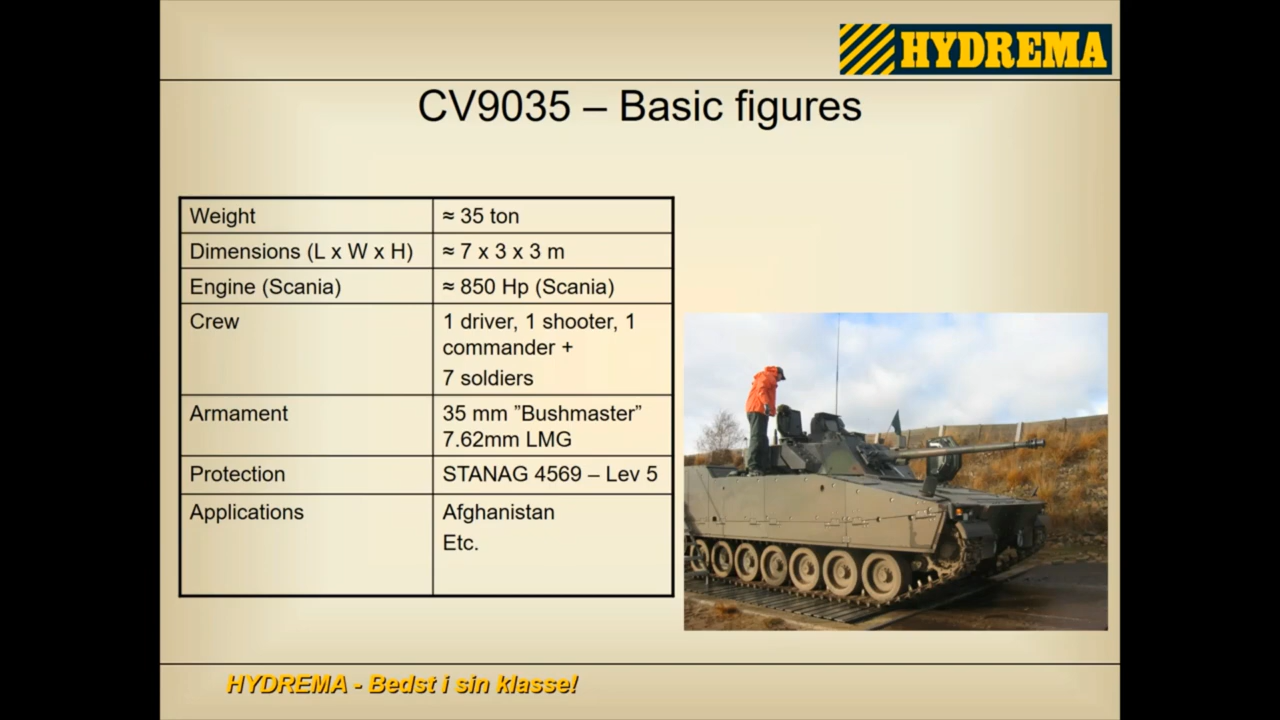 HYDREMA
CV9035 – Basic figures
Weight ≈ 35 ton
Dimensions (L x W x H) ≈ 7 x 3 x 3 m
Engine (Scania) ≈ 850 Hp (Scania)
Crew 1 driver, 1 shooter, 1
commander +
7 soldiers
Armament 35 mm ”Bushmaster”
7.62mm LMG
Protection STANAG 4569 – Lev 5
Applications Afghanistan
Etc.
HYDREMA - Bedst i sin klasse!